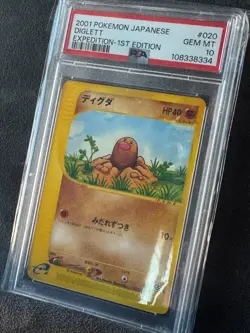 2001 POKEMON JAPANESE #020
DIGLETT GEM MT
EXPEDITION-1ST EDITION 10
PSA 108338334
ディグダ HP40
みだれずつき 10
e